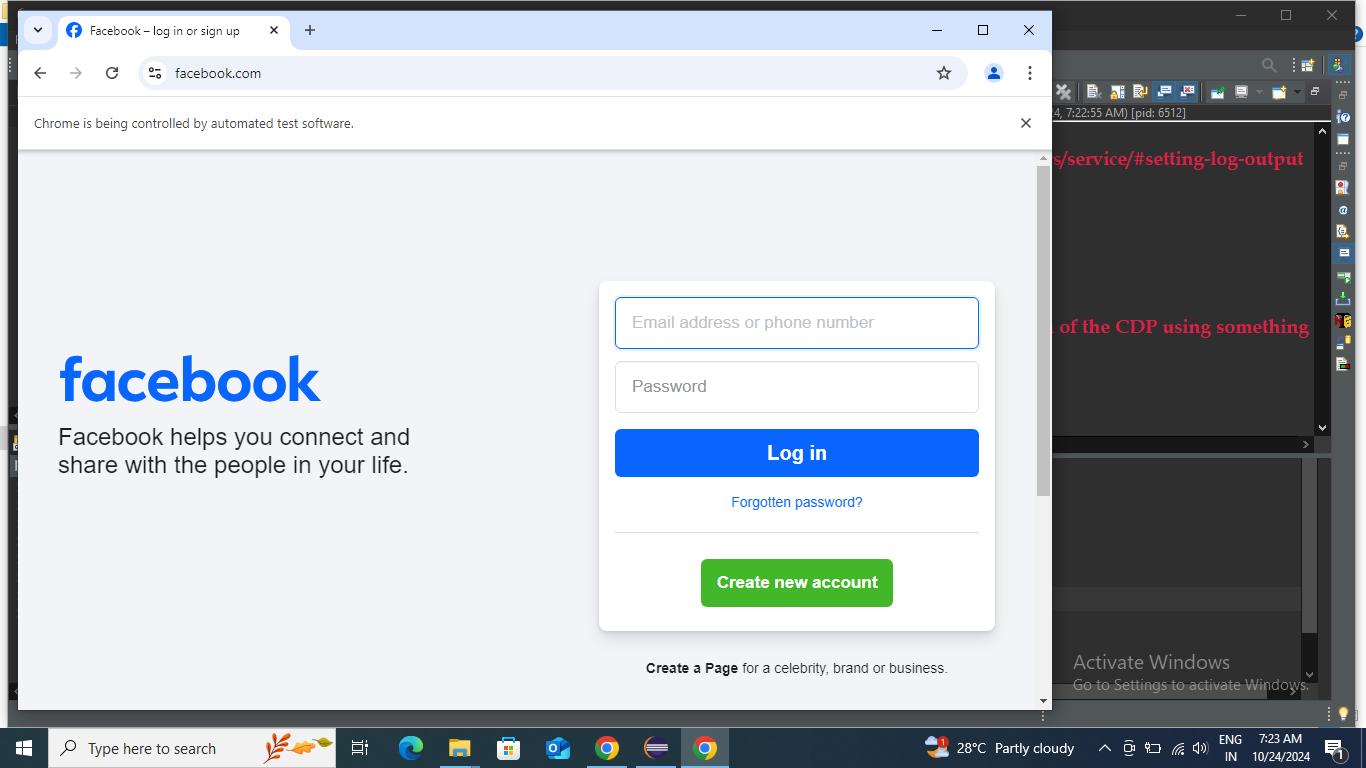 Facebook – log in or sign up
facebook.com
Chrome is being controlled by automated test software.
4, 7:22:55 AM) [pid: 6512]
s/service/#setting-log-output
of the CDP using something
facebook
Facebook helps you connect and
share with the people in your life.
Email address or phone number
Password
Log in
Forgotten password?
Create new account
Create a Page for a celebrity, brand or business.
Activate Windows
Go to Settings to activate Windows.
Type here to search
1
28°C Partly cloudy
ENG
IN
7:23 AM
10/24/2024
1